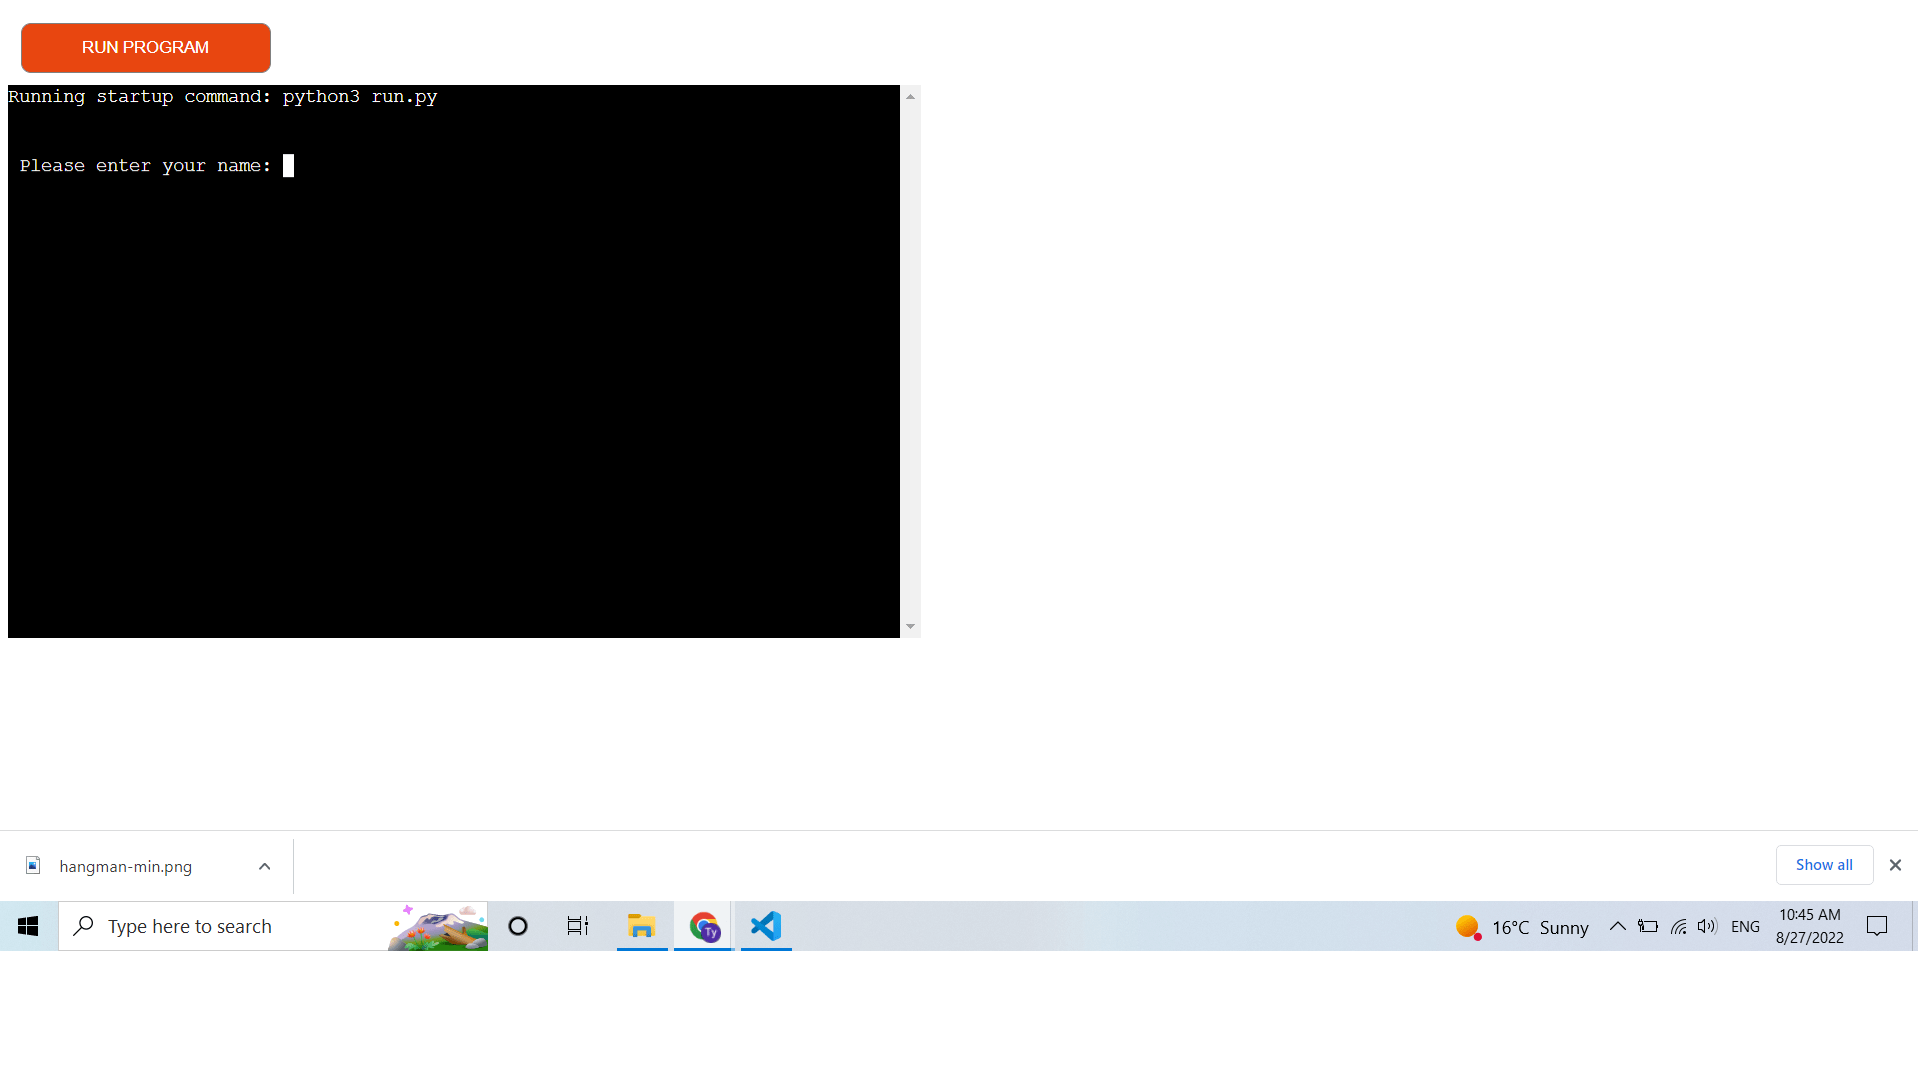 RUN PROGRAM
Running startup command: python3 run.py
Please enter your name:
hangman-min.png
Show all
Type here to search
Ty
16°C Sunny
ENG
10:45 AM
8/27/2022